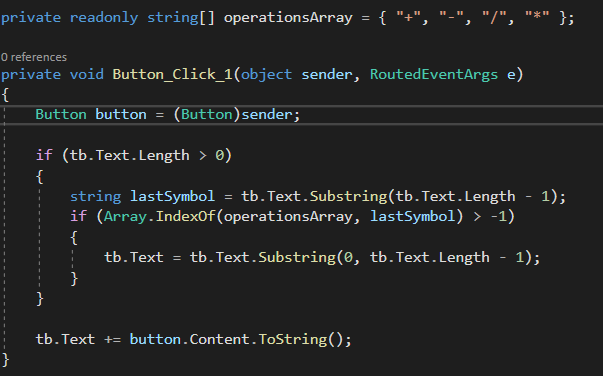 private readonly string[] operationsArray = { "+", "-", "/", "*" };
0 references
private void Button_Click_1(object sender, RoutedEventArgs e)
{
Button button = (Button)sender;
if (tb.Text.Length > 0)
{
string lastSymbol = tb.Text.Substring(tb.Text.Length - 1);
if (Array.IndexOf(operationsArray, lastSymbol) > -1)
{
tb.Text = tb.Text.Substring(0, tb.Text.Length - 1);
}
}
tb.Text += button.Content.ToString();
}